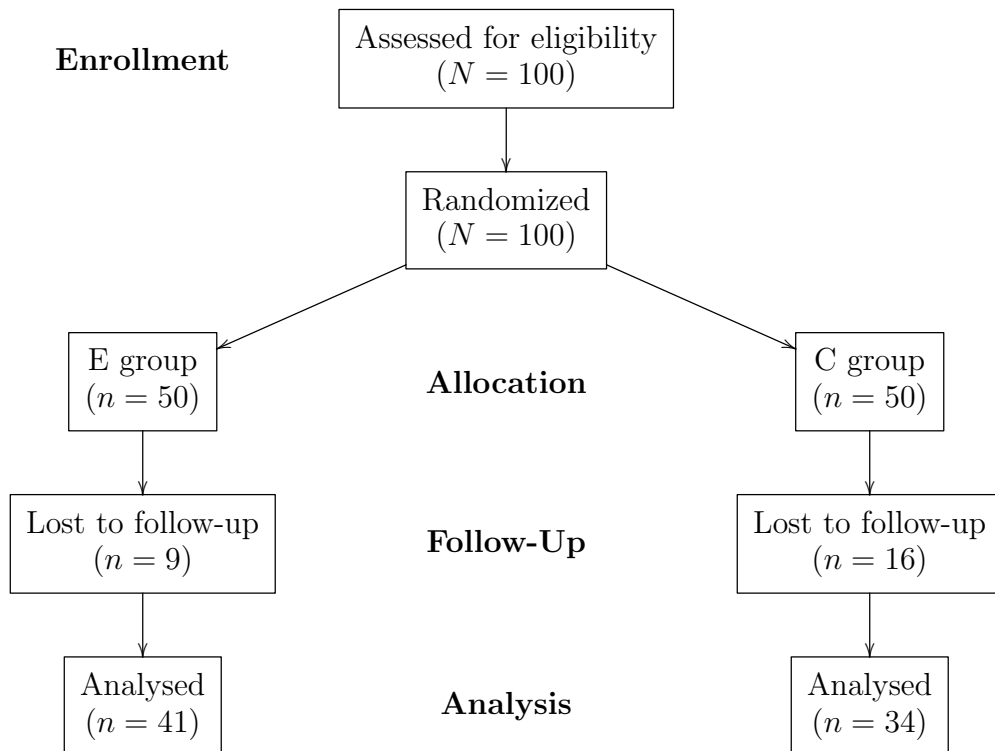 Enrollment
Assessed for eligibility
(N = 100)
Randomized
(N = 100)
E group
(n = 50)
Allocation
C group
(n = 50)
Lost to follow-up
(n = 9)
Follow-Up
Lost to follow-up
(n = 16)
Analysed
(n = 41)
Analysis
Analysed
(n = 34)